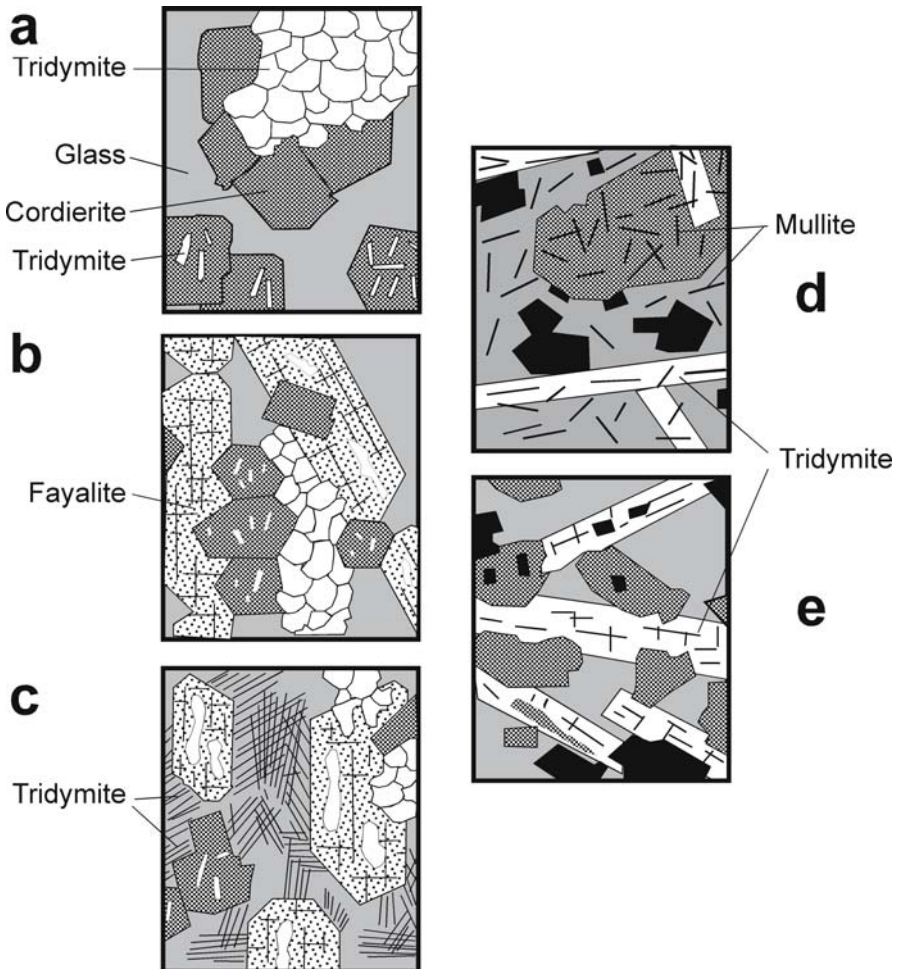 a
Tridymite
Glass
Cordierite
Tridymite
b
Fayalite
c
Tridymite
Mullite
d
Tridymite
e